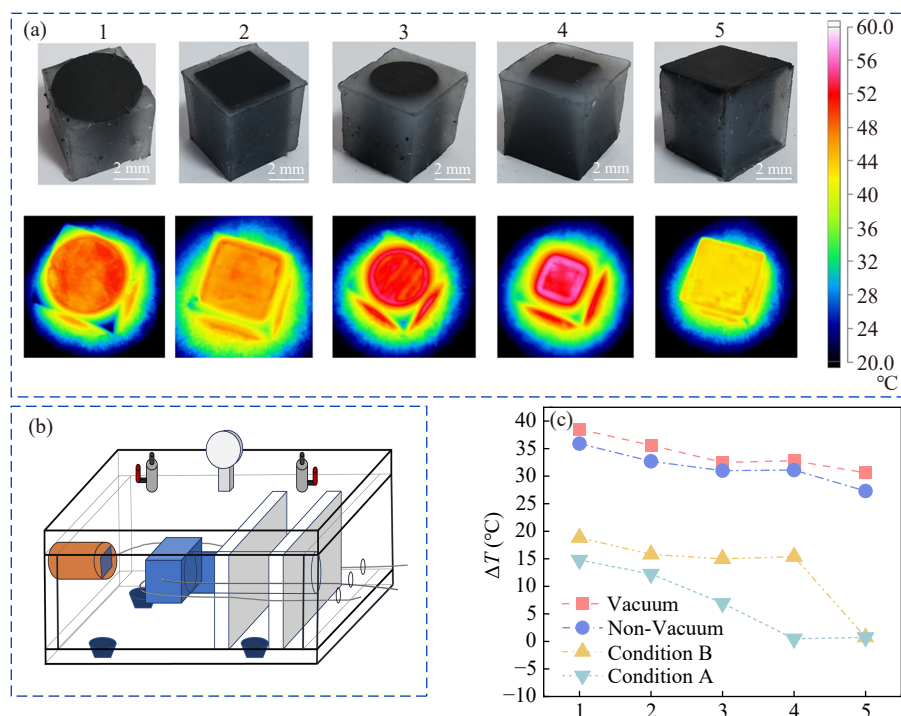 (a)
1 2 3 4 5
2 mm 2 mm 2 mm 2 mm 2 mm
60.0
56
52
48
44
40
36
32
28
24
20.0
℃
(b)
(c)
40
35
30
25
20
15
10
5
0
−5
−10
ΔT (℃)
Vacuum
Non-Vacuum
Condition B
Condition A
1 2 3 4 5